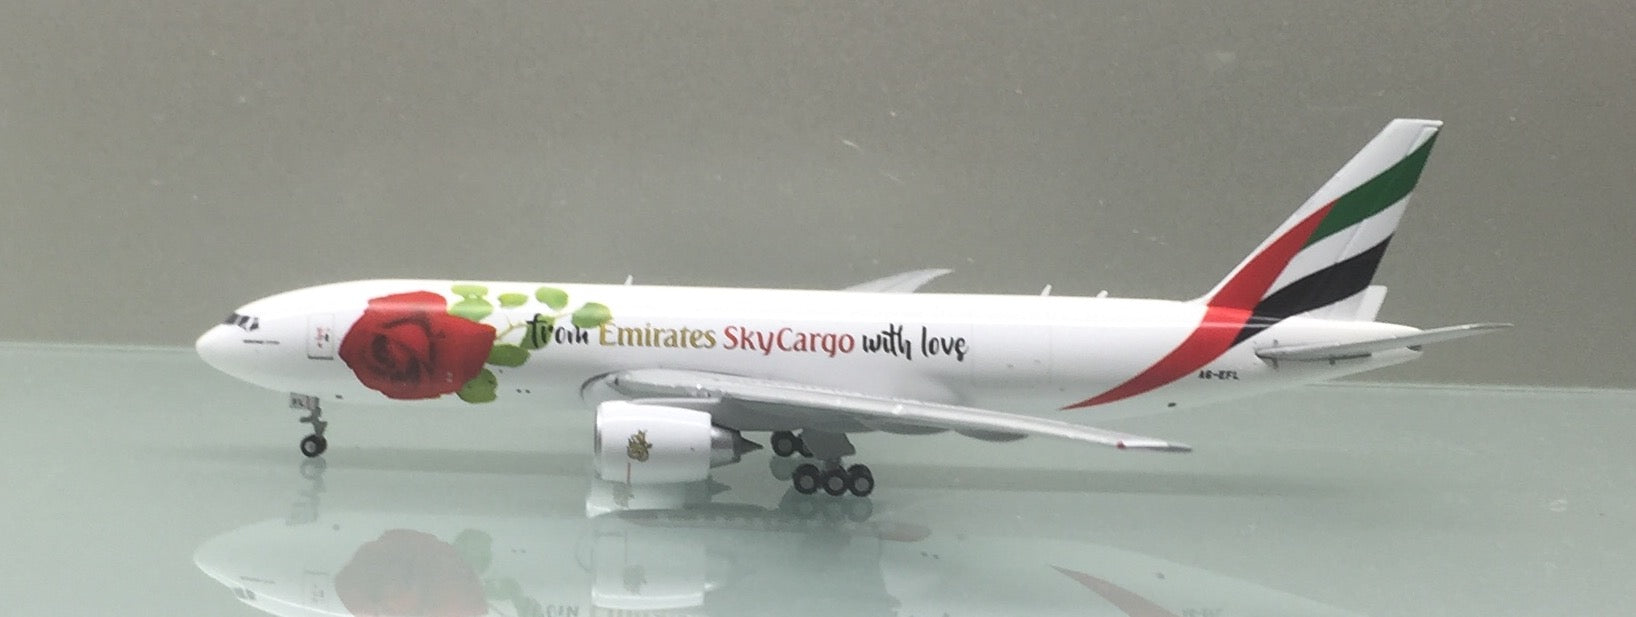 from Emirates SkyCargo with love
A6-EFL